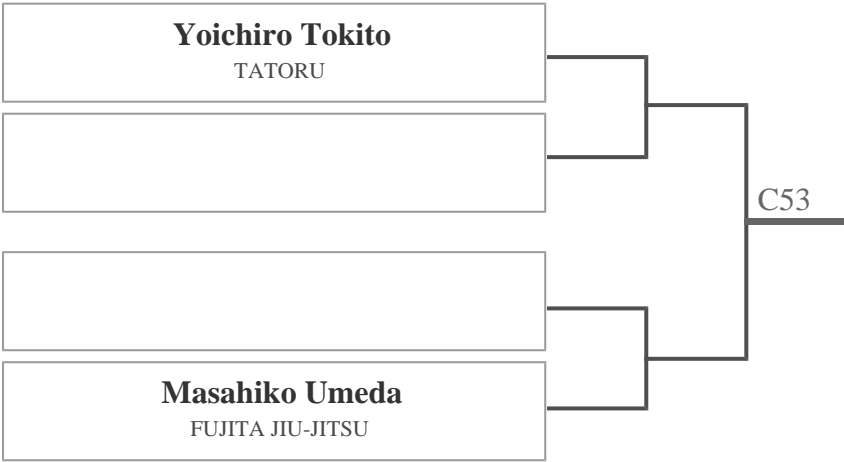 Yoichiro Tokito
TATORU
C53
Masahiko Umeda
FUJITA JIU-JITSU